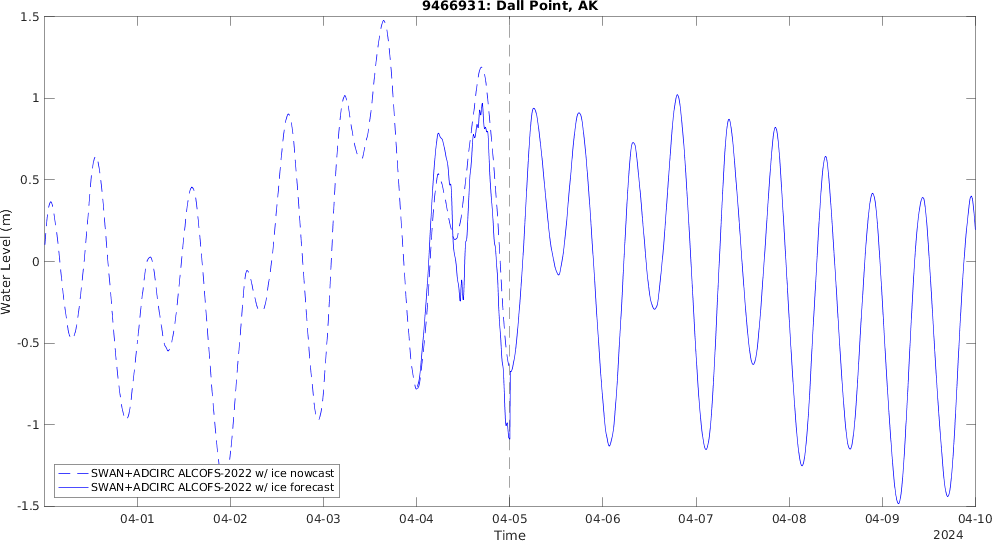 9466931: Dall Point, AK
1.5
1
0.5
0
-0.5
-1
-1.5
Water Level (m)
SWAN+ADCIRC ALCOFS-2022 w/ ice nowcast
SWAN+ADCIRC ALCOFS-2022 w/ ice forecast
04-01 04-02 04-03 04-04 04-05 04-06 04-07 04-08 04-09 04-10
Time
2024